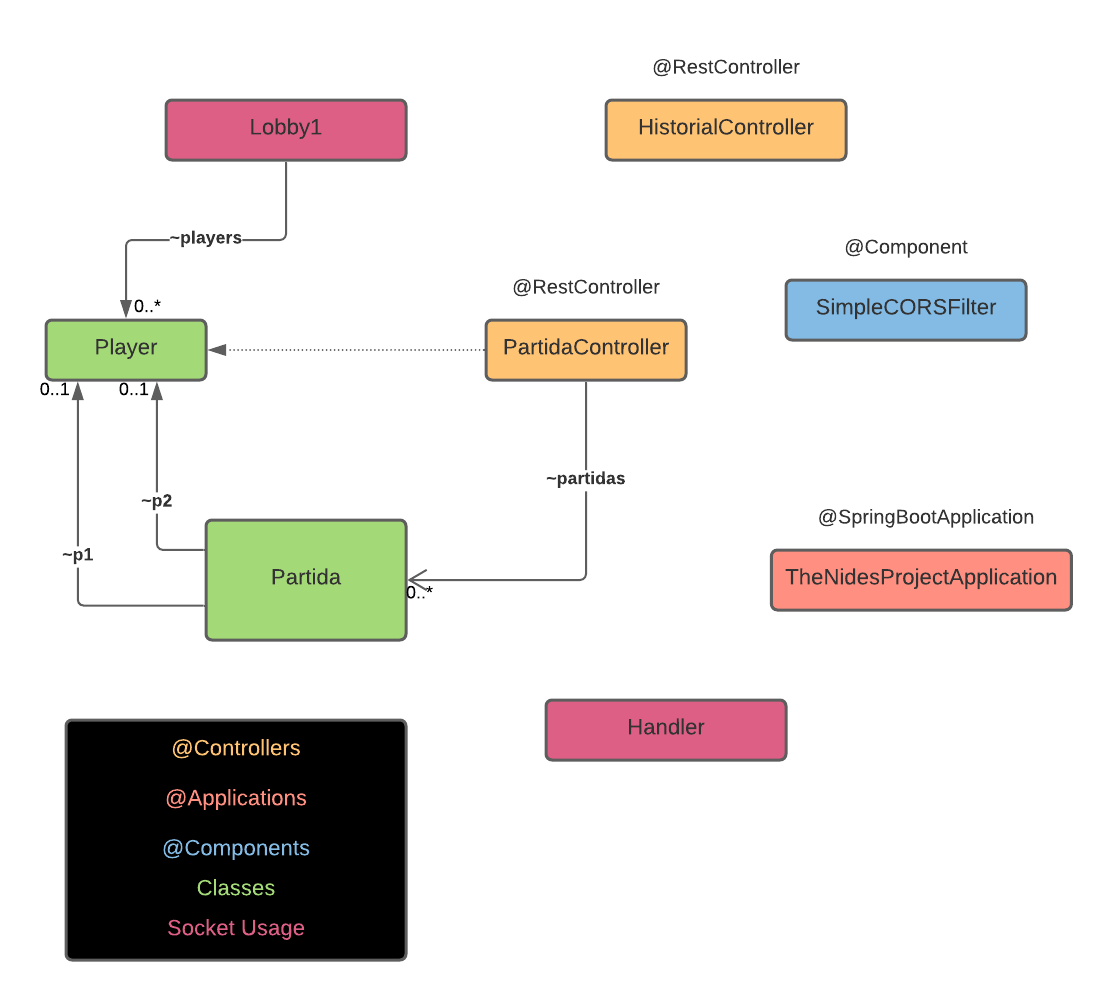 @RestController
Lobby1
HistorialController
~players
@Component
@RestController
0..*
SimpleCORSFilter
Player
PartidaController
0..1
0..1
~partidas
~p2
@SpringBootApplication
~p1
Partida
TheNidesProjectApplication
0..*
Handler
@Controllers
@Applications
@Components
Classes
Socket Usage